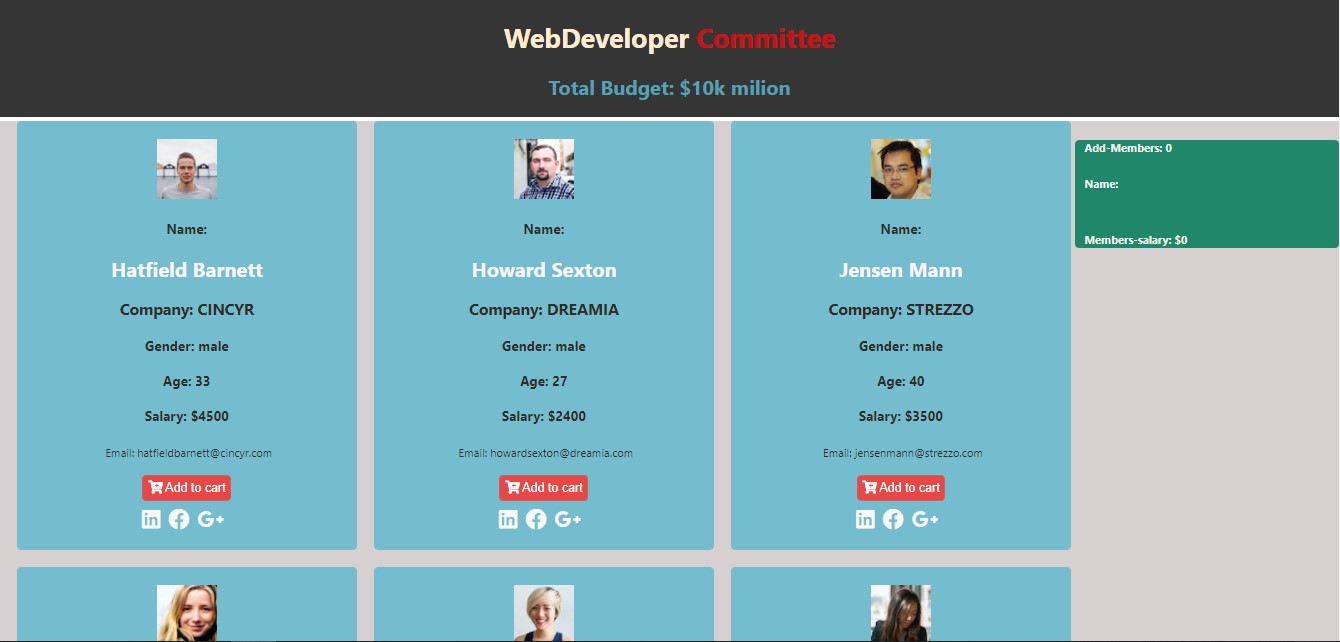 WebDeveloper Committee
Total Budget: $10k milion
Name:
Hatfield Barnett
Company: CINCYR
Gender: male
Age: 33
Salary: $4500
Email: hatfieldbarnett@cincyr.com
Add to cart
in
G+
Name:
Howard Sexton
Company: DREAMIA
Gender: male
Age: 27
Salary: $2400
Email: howardsexton@dreamia.com
Add to cart
in
G+
Name:
Jensen Mann
Company: STREZZO
Gender: male
Age: 40
Salary: $3500
Email: jensenmann@strezzo.com
Add to cart
in
G+
Add-Members: 0
Name:
Members-salary: $0